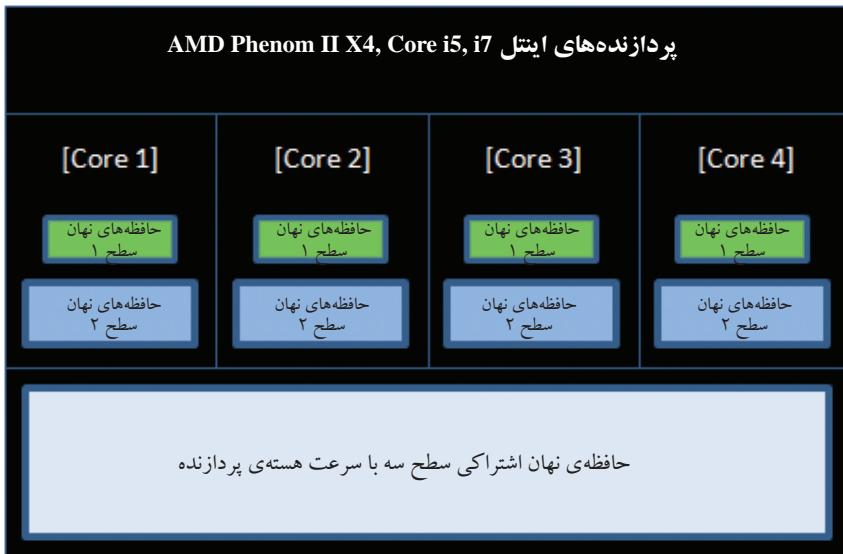 پردازنده‌های اینتل AMD Phenom II X4, Core i5, i7
[Core 1]
[Core 2]
[Core 3]
[Core 4]
حافظه‌های نهان
سطح ۱
حافظه‌های نهان
سطح ۱
حافظه‌های نهان
سطح ۱
حافظه‌های نهان
سطح ۱
حافظه‌های نهان
سطح ۲
حافظه‌های نهان
سطح ۲
حافظه‌های نهان
سطح ۲
حافظه‌های نهان
سطح ۲
حافظه‌ی نهان اشتراکی سطح سه با سرعت هسته‌ی پردازنده